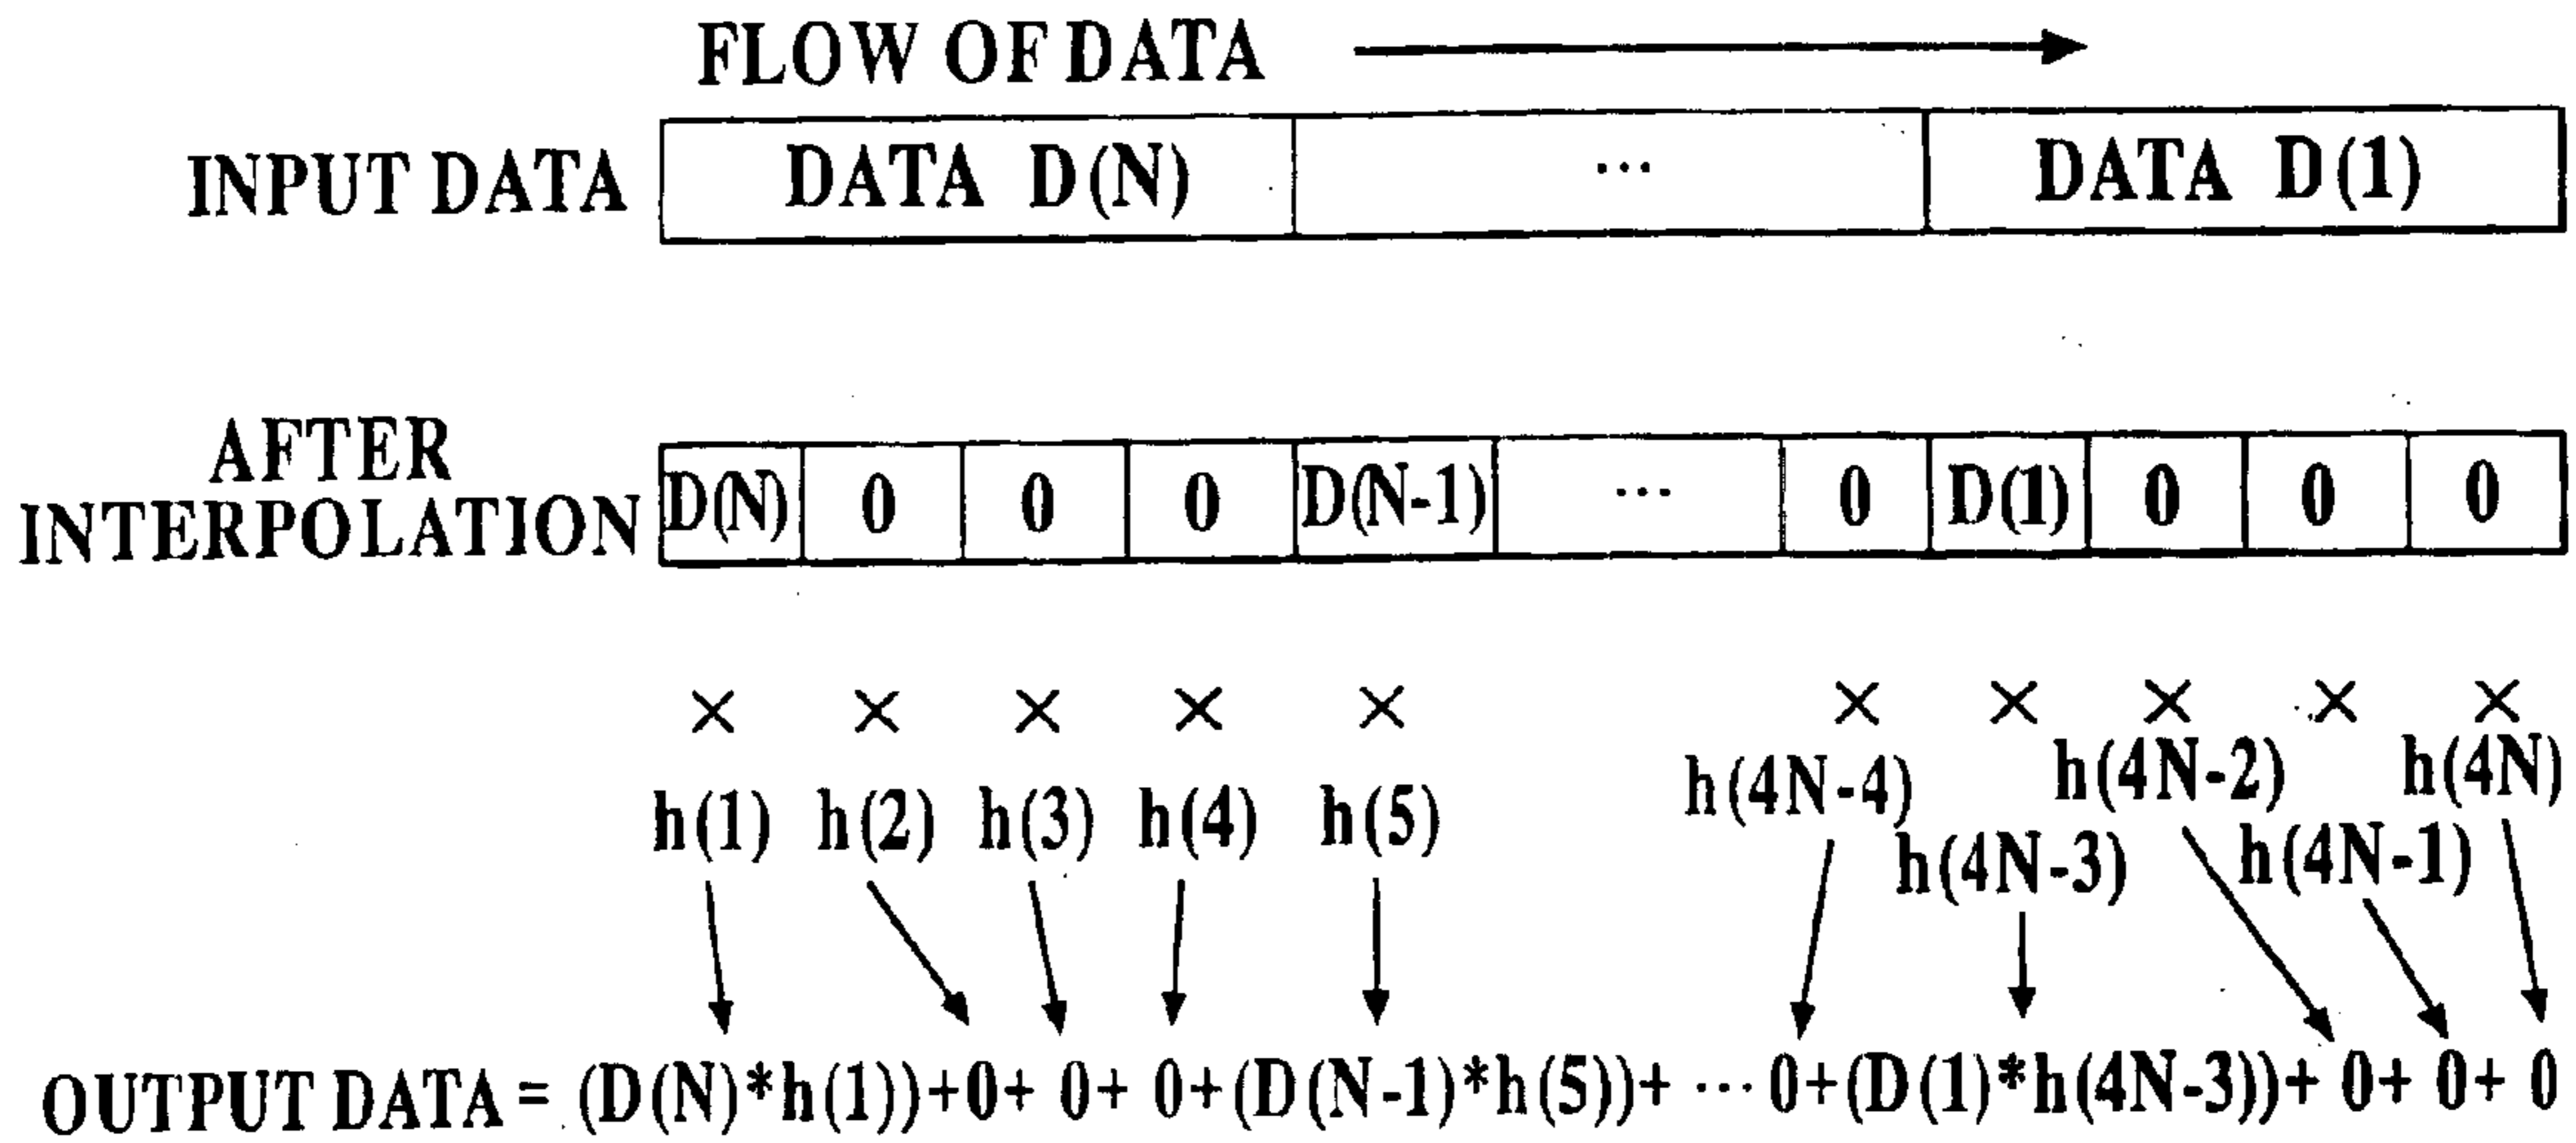 FLOW OF DATA
INPUT DATA DATA D(N) ... DATA D(1)
AFTER
INTERPOLATION D(N) 0 0 0 D(N-1) ... 0 D(1) 0 0 0
× × × × × × × × × ×
h(1) h(2) h(3) h(4) h(5) h(4N-4) h(4N-3) h(4N-2) h(4N-1) h(4N)
OUTPUT DATA = (D(N)*h(1))+0+ 0+ 0+(D(N-1)*h(5))+ ... 0+(D(1)*h(4N-3))+ 0+ 0+ 0